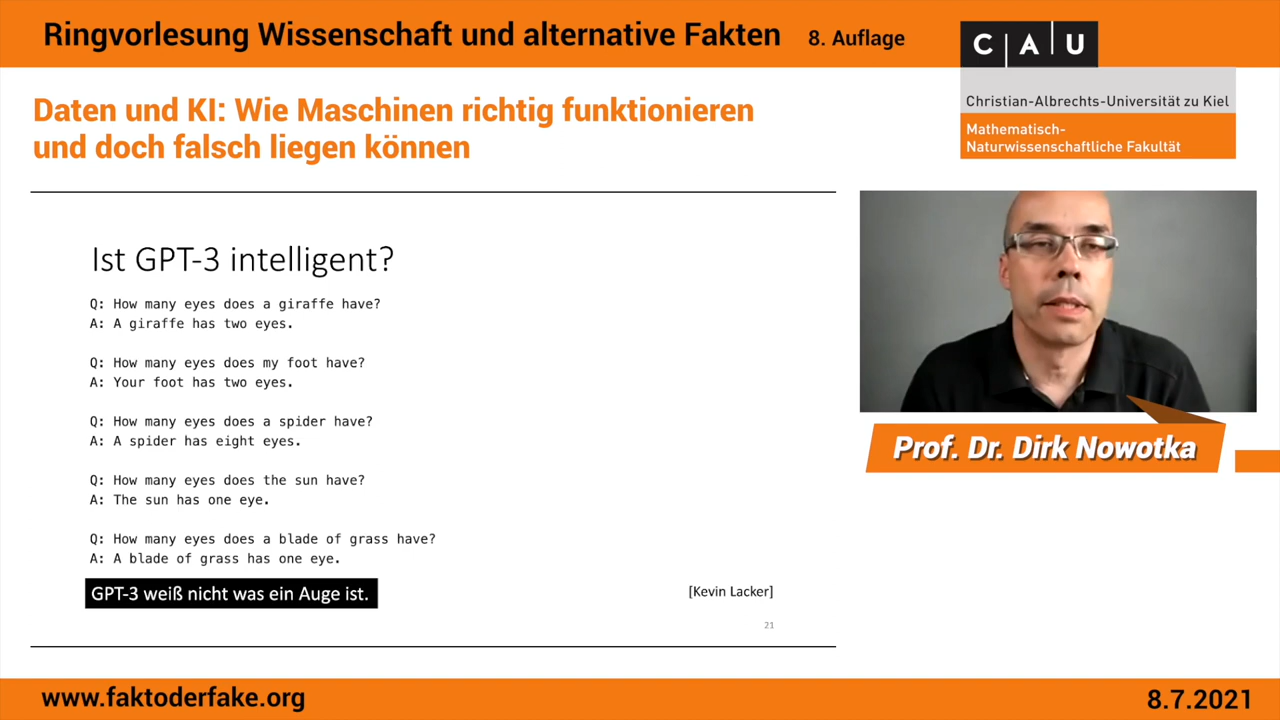 Ringvorlesung Wissenschaft und alternative Fakten 8. Auflage
CAU
Christian-Albrechts-Universität zu Kiel
Mathematisch-
Naturwissenschaftliche Fakultät
Daten und KI: Wie Maschinen richtig funktionieren
und doch falsch liegen können
Ist GPT-3 intelligent?
Q: How many eyes does a giraffe have?
A: A giraffe has two eyes.
Q: How many eyes does my foot have?
A: Your foot has two eyes.
Q: How many eyes does a spider have?
A: A spider has eight eyes.
Q: How many eyes does the sun have?
A: The sun has one eye.
Q: How many eyes does a blade of grass have?
A: A blade of grass has one eye.
GPT-3 weiß nicht was ein Auge ist.
[Kevin Lacker]
21
Prof. Dr. Dirk Nowotka
www.faktoderfake.org
8.7.2021